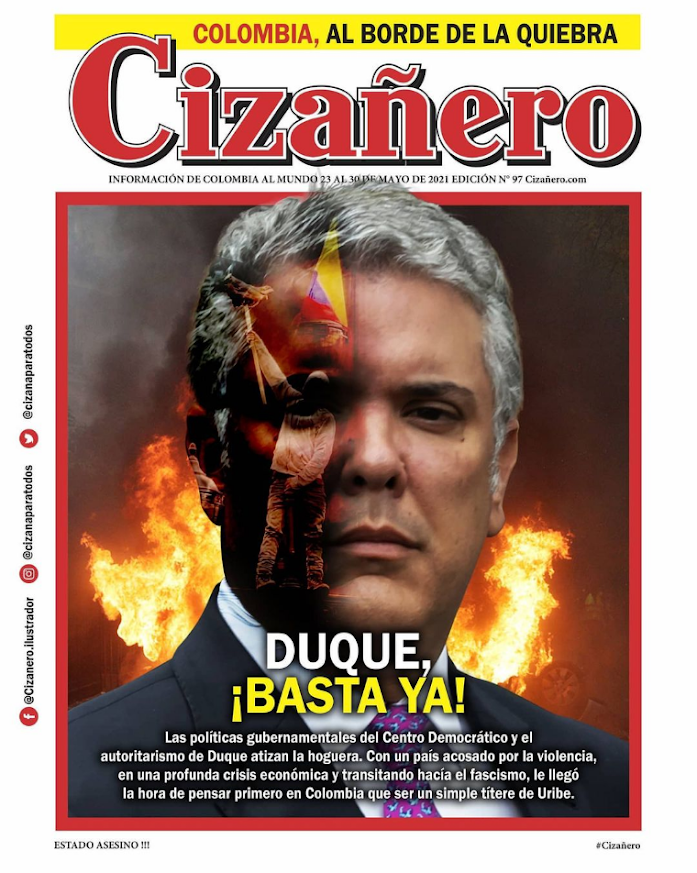 COLOMBIA, AL BORDE DE LA QUIEBRA
Cizañero
INFORMACIÓN DE COLOMBIA AL MUNDO 23 AL 30 DE MAYO DE 2021 EDICIÓN N° 97 Cizañero.com
@cizanaparatodos
@cizanaparatodos
@Cizanero.ilustrador
DUQUE,
¡BASTA YA!
Las políticas gubernamentales del Centro Democrático y el
autoritarismo de Duque atizan la hoguera. Con un país acosado por la violencia,
en una profunda crisis económica y transitando hacía el fascismo, le llegó
la hora de pensar primero en Colombia que ser un simple títere de Uribe.
ESTADO ASESINO !!!
#Cizañero